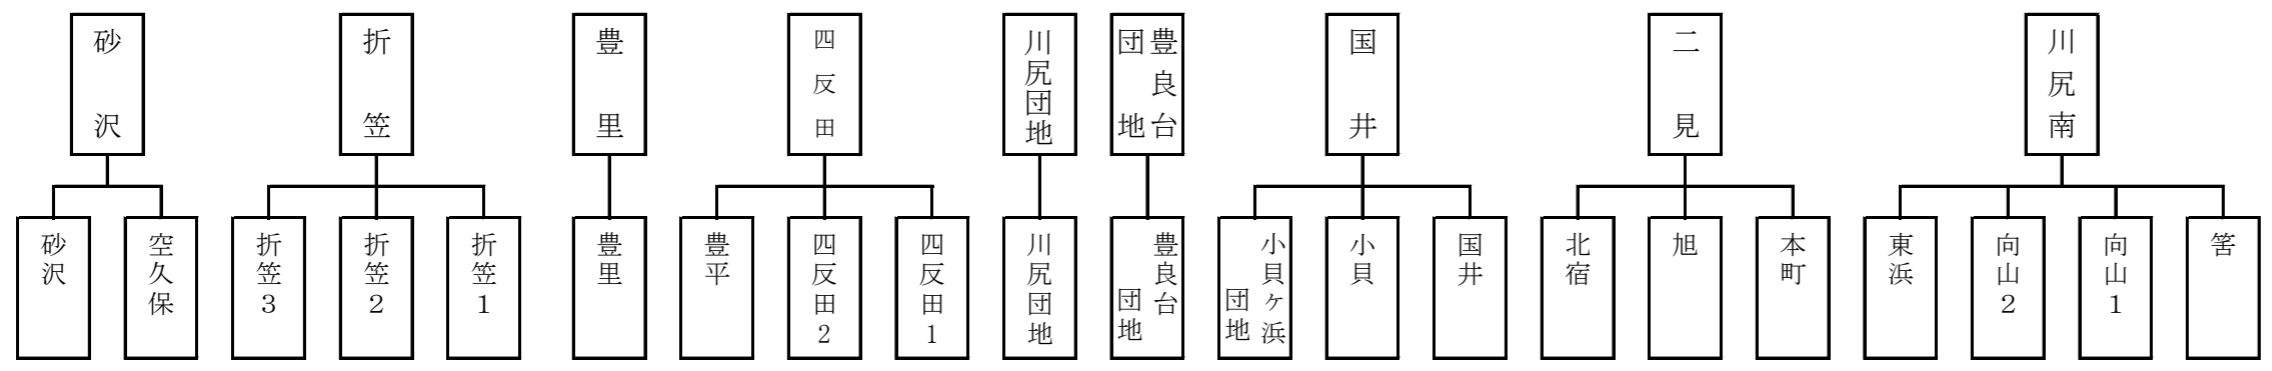 砂沢
折笠
豊里
四反田
川尻団地
豊良台
団地
国井
二見
川尻南
砂沢
空久保
折笠3
折笠2
折笠1
豊里
豊平
四反田2
四反田1
川尻団地
豊良台
団地
小貝ヶ浜
団地
小貝
国井
北宿
旭
本町
東浜
向山2
向山1
筈